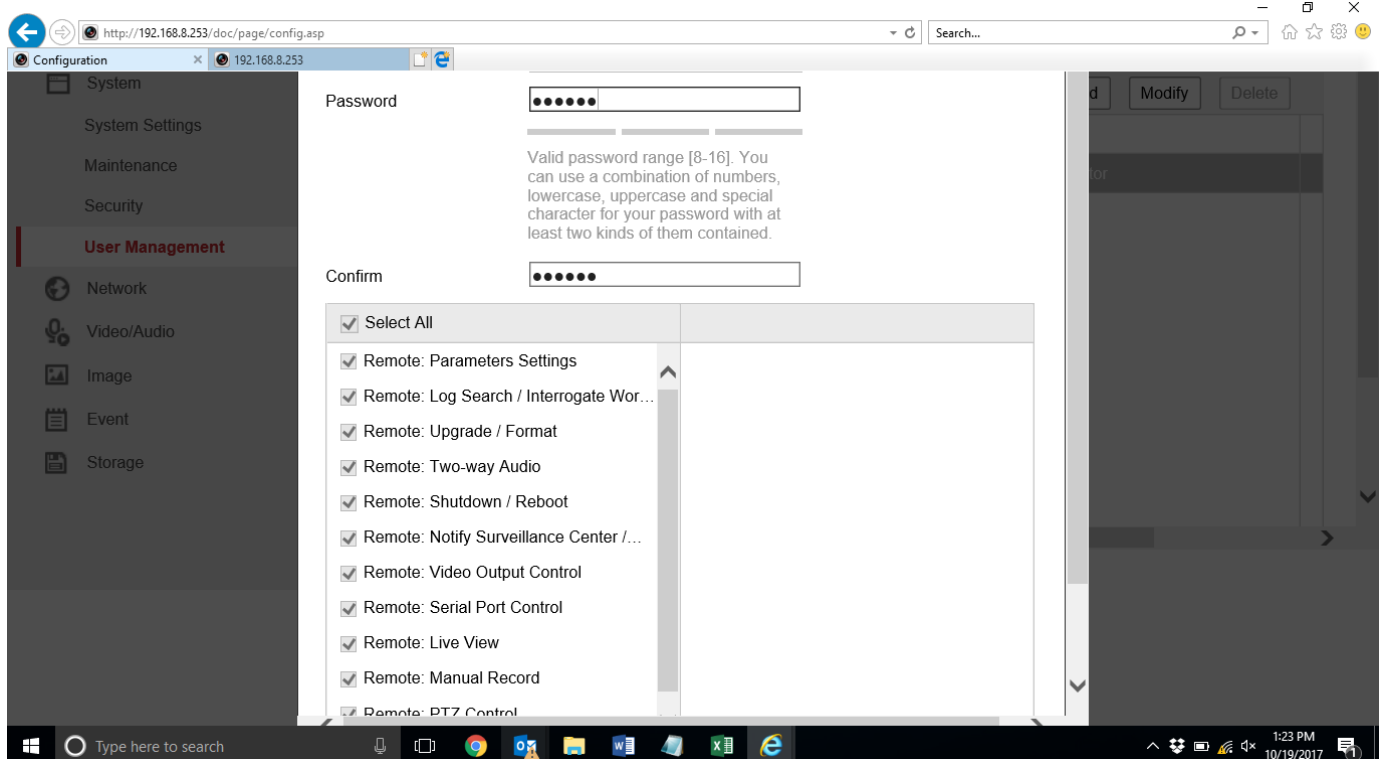 http://192.168.8.253/doc/page/config.asp
Search...
Configuration
192.168.8.253
System
System Settings
Maintenance
Security
User Management
Network
Video/Audio
Image
Event
Storage
Password
●●●●●●
Valid password range [8-16]. You
can use a combination of numbers,
lowercase, uppercase and special
character for your password with at
least two kinds of them contained.
Confirm
●●●●●●
Select All
Remote: Parameters Settings
Remote: Log Search / Interrogate Wor...
Remote: Upgrade / Format
Remote: Two-way Audio
Remote: Shutdown / Reboot
Remote: Notify Surveillance Center /...
Remote: Video Output Control
Remote: Serial Port Control
Remote: Live View
Remote: Manual Record
Remote: PTZ Control
d
Modify
Delete
tor
Type here to search
1:23 PM
10/19/2017